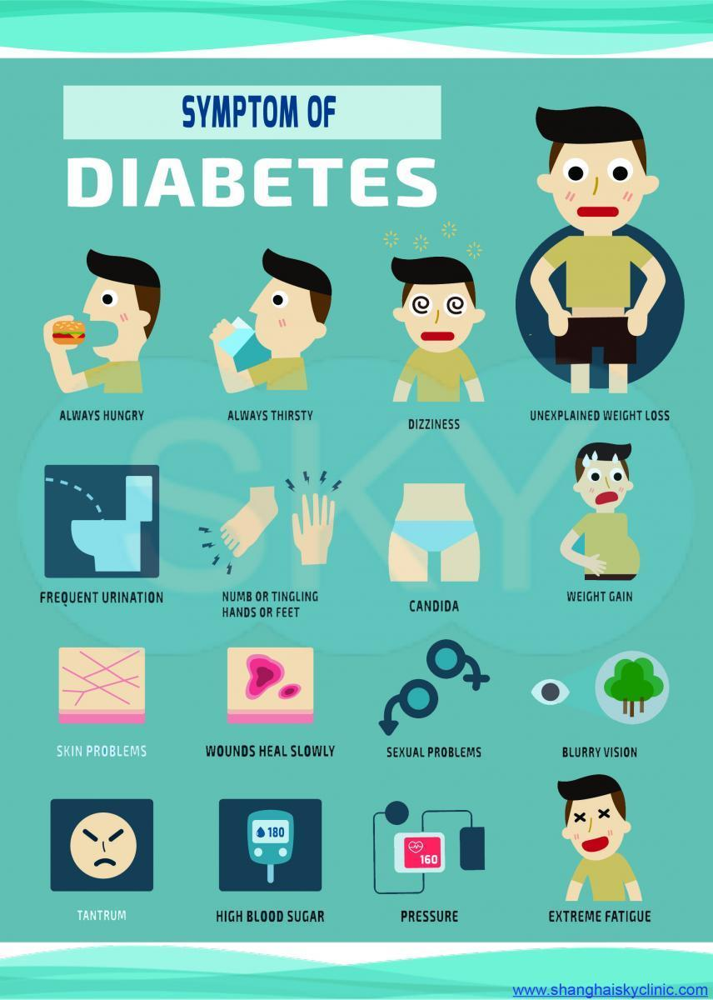 SYMPTOM OF
DIABETES
ALWAYS HUNGRY
ALWAYS THIRSTY
DIZZINESS
UNEXPLAINED WEIGHT LOSS
FREQUENT URINATION
NUMB OR TINGLING
HANDS OR FEET
CANDIDA
WEIGHT GAIN
SKY
SKIN PROBLEMS
WOUNDS HEAL SLOWLY
SEXUAL PROBLEMS
BLURRY VISION
180
160
TANTRUM
HIGH BLOOD SUGAR
PRESSURE
EXTREME FATIGUE
www.shanghaiskyclinic.com